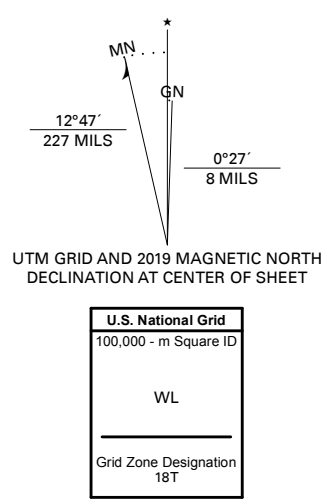 ★
MN
GN
12°47´
227 MILS
0°27´
8 MILS
UTM GRID AND 2019 MAGNETIC NORTH
DECLINATION AT CENTER OF SHEET
U.S. National Grid
100,000 - m Square ID
WL
Grid Zone Designation
18T